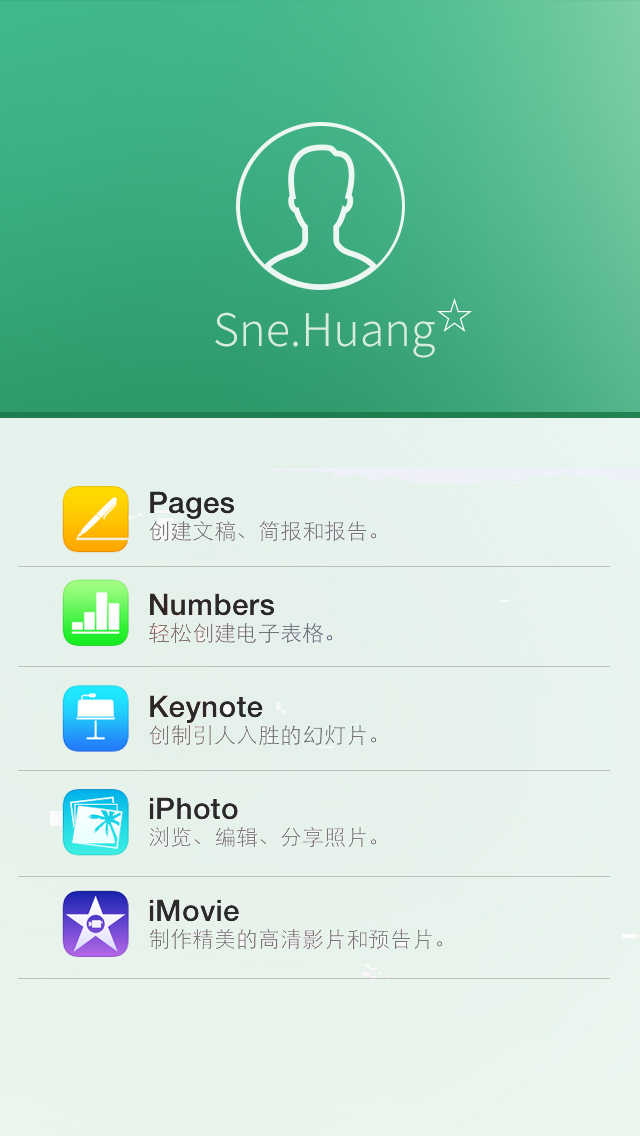 Sne.Huang☆
Pages
创建文稿、简报和报告。
Numbers
轻松创建电子表格。
Keynote
创制引人入胜的幻灯片。
iPhoto
浏览、编辑、分享照片。
iMovie
制作精美的高清影片和预告片。